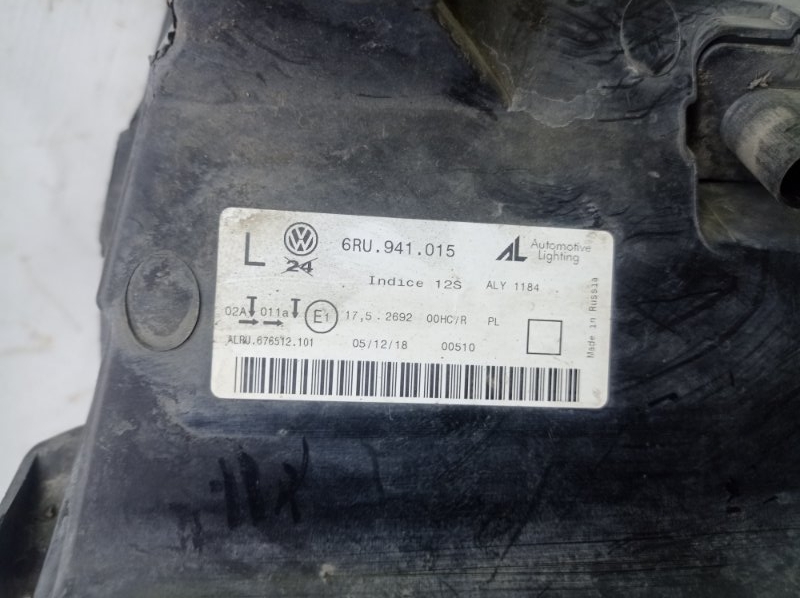 L VW 6RU.941.015 AL Automotive Lighting
24
Indice 12S ALY 1184
02A 011a E1 17,5. 2692 00HC/R PL
ALRU.676512.101 05/12/18 00510
Made in Russia